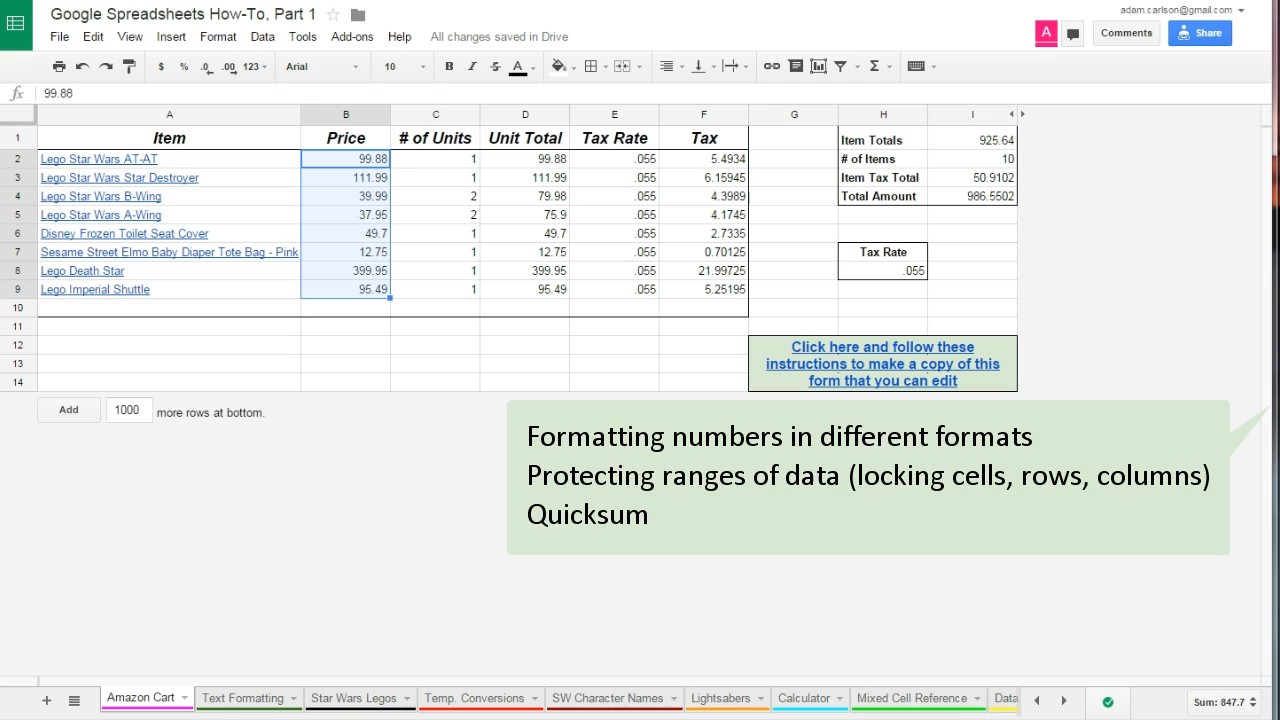 Google Spreadsheets How-To, Part 1
adam.carlson@gmail.com
File Edit View Insert Format Data Tools Add-ons Help All changes saved in Drive
A Comments Share
$ % .0 .00 123 Arial 10 B I S A Σ
fx 99.88
A B C D E F G H I
1 Item Price # of Units Unit Total Tax Rate Tax Item Totals 925.64
2 Lego Star Wars AT-AT 99.88 1 99.88 .055 5.4934 # of Items 10
3 Lego Star Wars Star Destroyer 111.99 1 111.99 .055 6.15945 Item Tax Total 50.9102
4 Lego Star Wars B-Wing 39.99 2 79.98 .055 4.3989 Total Amount 986.5502
5 Lego Star Wars A-Wing 37.95 2 75.9 .055 4.1745
6 Disney Frozen Toilet Seat Cover 49.7 1 49.7 .055 2.7335
7 Sesame Street Elmo Baby Diaper Tote Bag - Pink 12.75 1 12.75 .055 0.70125 Tax Rate
8 Lego Death Star 399.95 1 399.95 .055 21.99725 .055
9 Lego Imperial Shuttle 95.49 1 95.49 .055 5.25195
10
11
12 Click here and follow these
13 instructions to make a copy of this
14 form that you can edit
Add 1000 more rows at bottom.
Formatting numbers in different formats
Protecting ranges of data (locking cells, rows, columns)
Quicksum
Amazon Cart Text Formatting Star Wars Legos Temp. Conversions SW Character Names Lightsabers Calculator Mixed Cell Reference Data Sum: 847.7